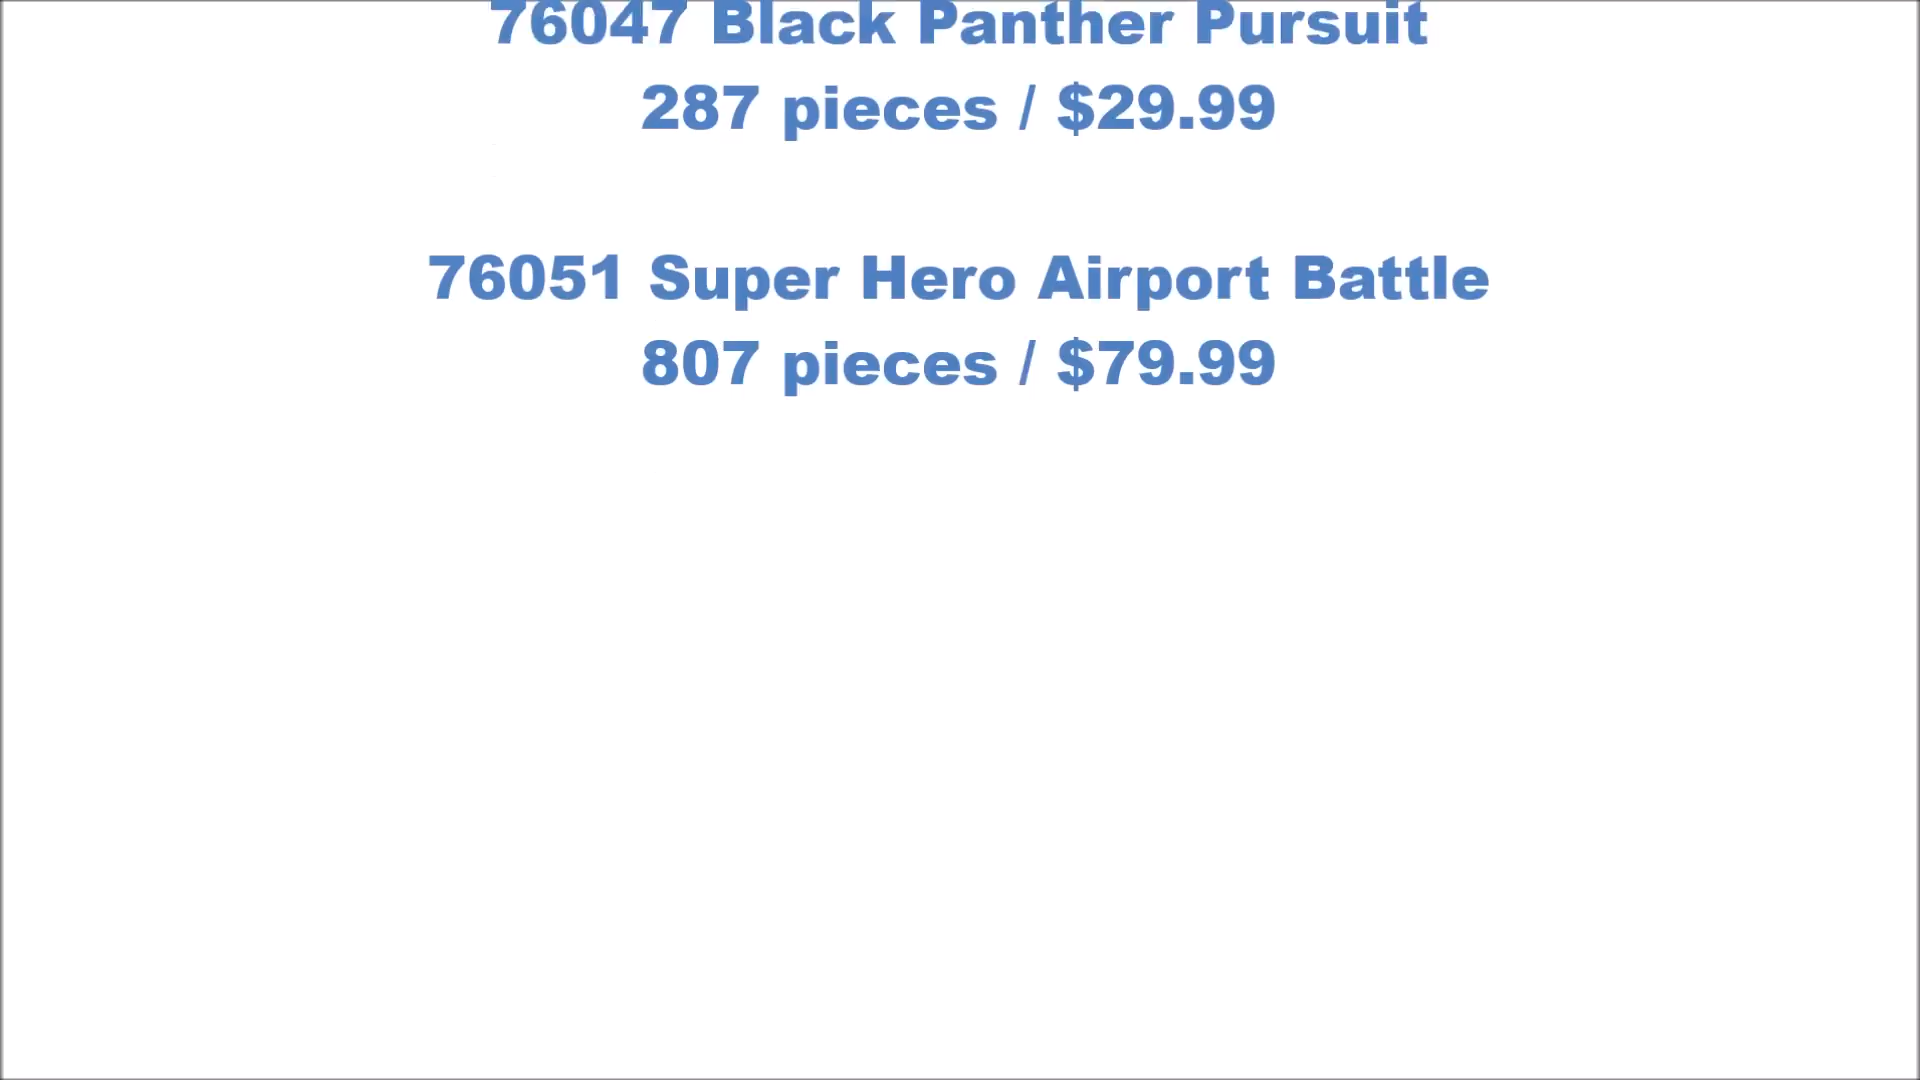 76047 Black Panther Pursuit
287 pieces / $29.99
76051 Super Hero Airport Battle
807 pieces / $79.99